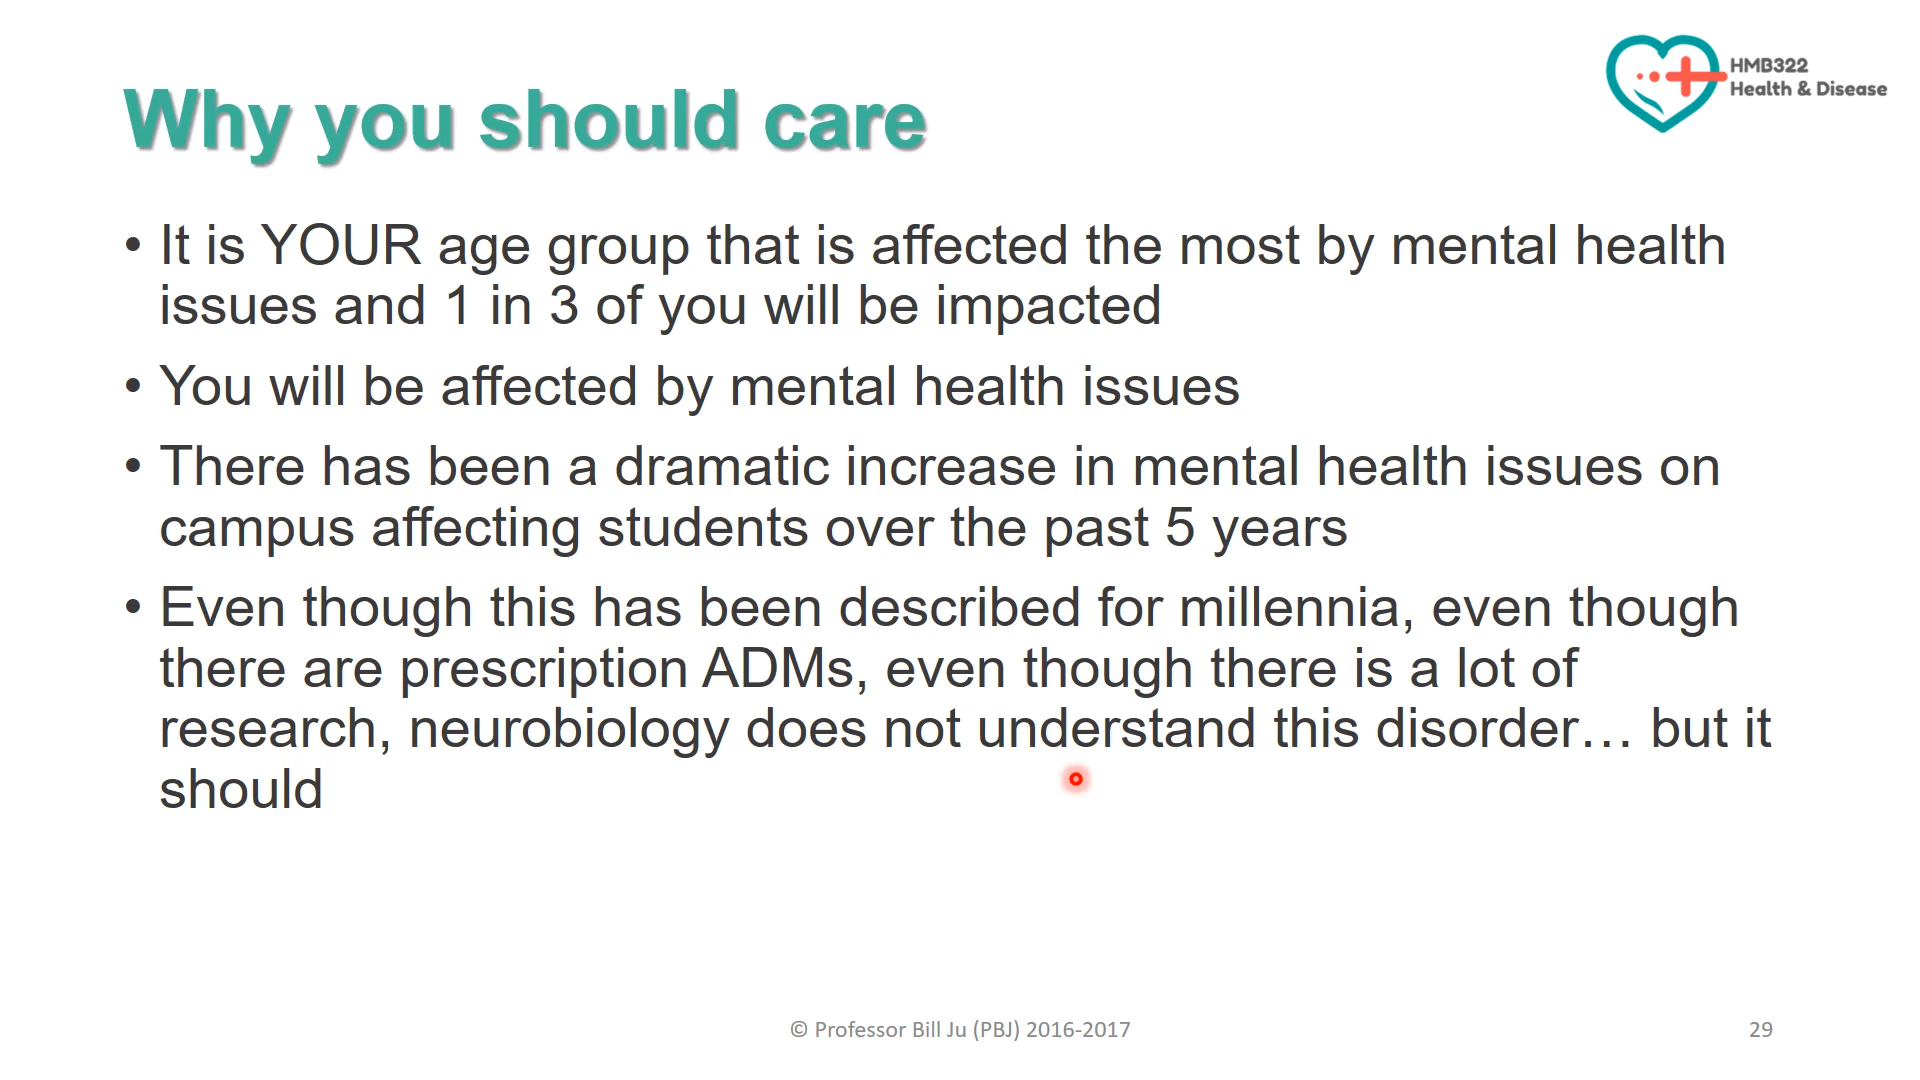 HMB322
Health & Disease
Why you should care
• It is YOUR age group that is affected the most by mental health
issues and 1 in 3 of you will be impacted
• You will be affected by mental health issues
• There has been a dramatic increase in mental health issues on
campus affecting students over the past 5 years
• Even though this has been described for millennia, even though
there are prescription ADMs, even though there is a lot of
research, neurobiology does not understand this disorder… but it
should
© Professor Bill Ju (PBJ) 2016-2017
29